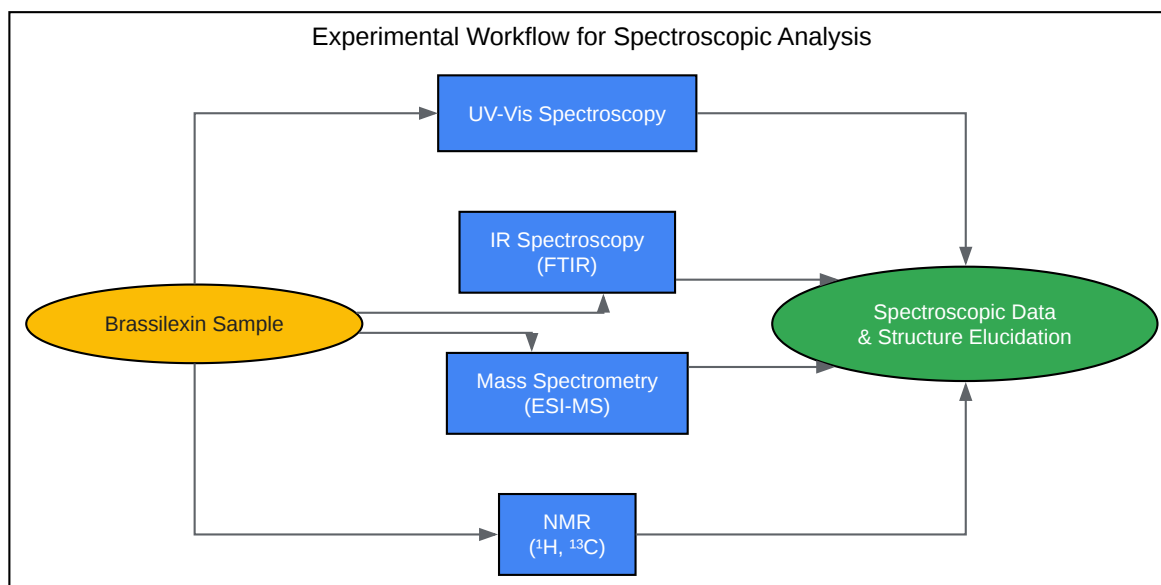 Experimental Workflow for Spectroscopic Analysis
UV-Vis Spectroscopy
IR Spectroscopy
(FTIR)
Brassilexin Sample
Spectroscopic Data
& Structure Elucidation
Mass Spectrometry
(ESI-MS)
NMR
(¹H, ¹³C)